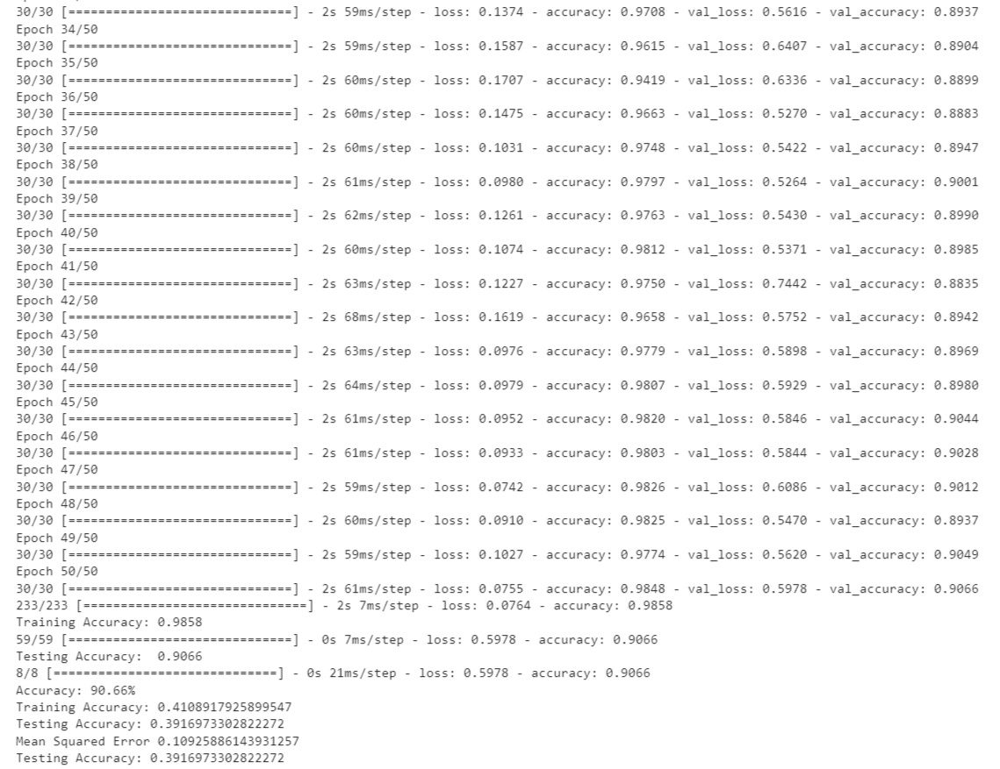 30/30 [==============================] - 2s 59ms/step - loss: 0.1374 - accuracy: 0.9708 - val_loss: 0.5616 - val_accuracy: 0.8937
Epoch 34/50
30/30 [==============================] - 2s 59ms/step - loss: 0.1587 - accuracy: 0.9615 - val_loss: 0.6407 - val_accuracy: 0.8904
Epoch 35/50
30/30 [==============================] - 2s 60ms/step - loss: 0.1707 - accuracy: 0.9419 - val_loss: 0.6336 - val_accuracy: 0.8899
Epoch 36/50
30/30 [==============================] - 2s 60ms/step - loss: 0.1475 - accuracy: 0.9663 - val_loss: 0.5270 - val_accuracy: 0.8883
Epoch 37/50
30/30 [==============================] - 2s 60ms/step - loss: 0.1031 - accuracy: 0.9748 - val_loss: 0.5422 - val_accuracy: 0.8947
Epoch 38/50
30/30 [==============================] - 2s 61ms/step - loss: 0.0980 - accuracy: 0.9797 - val_loss: 0.5264 - val_accuracy: 0.9001
Epoch 39/50
30/30 [==============================] - 2s 62ms/step - loss: 0.1261 - accuracy: 0.9763 - val_loss: 0.5430 - val_accuracy: 0.8990
Epoch 40/50
30/30 [==============================] - 2s 60ms/step - loss: 0.1074 - accuracy: 0.9812 - val_loss: 0.5371 - val_accuracy: 0.8985
Epoch 41/50
30/30 [==============================] - 2s 63ms/step - loss: 0.1227 - accuracy: 0.9750 - val_loss: 0.7442 - val_accuracy: 0.8835
Epoch 42/50
30/30 [==============================] - 2s 68ms/step - loss: 0.1619 - accuracy: 0.9658 - val_loss: 0.5752 - val_accuracy: 0.8942
Epoch 43/50
30/30 [==============================] - 2s 63ms/step - loss: 0.0976 - accuracy: 0.9779 - val_loss: 0.5898 - val_accuracy: 0.8969
Epoch 44/50
30/30 [==============================] - 2s 64ms/step - loss: 0.0979 - accuracy: 0.9807 - val_loss: 0.5929 - val_accuracy: 0.8980
Epoch 45/50
30/30 [==============================] - 2s 61ms/step - loss: 0.0952 - accuracy: 0.9820 - val_loss: 0.5846 - val_accuracy: 0.9044
Epoch 46/50
30/30 [==============================] - 2s 61ms/step - loss: 0.0933 - accuracy: 0.9803 - val_loss: 0.5844 - val_accuracy: 0.9028
Epoch 47/50
30/30 [==============================] - 2s 59ms/step - loss: 0.0742 - accuracy: 0.9826 - val_loss: 0.6086 - val_accuracy: 0.9012
Epoch 48/50
30/30 [==============================] - 2s 60ms/step - loss: 0.0910 - accuracy: 0.9825 - val_loss: 0.5470 - val_accuracy: 0.8937
Epoch 49/50
30/30 [==============================] - 2s 59ms/step - loss: 0.1027 - accuracy: 0.9774 - val_loss: 0.5620 - val_accuracy: 0.9049
Epoch 50/50
30/30 [==============================] - 2s 61ms/step - loss: 0.0755 - accuracy: 0.9848 - val_loss: 0.5978 - val_accuracy: 0.9066
233/233 [==============================] - 2s 7ms/step - loss: 0.0764 - accuracy: 0.9858
Training Accuracy: 0.9858
59/59 [==============================] - 0s 7ms/step - loss: 0.5978 - accuracy: 0.9066
Testing Accuracy:  0.9066
8/8 [==============================] - 0s 21ms/step - loss: 0.5978 - accuracy: 0.9066
Accuracy: 90.66%
Training Accuracy: 0.4108917925899547
Testing Accuracy: 0.3916973302822272
Mean Squared Error 0.10925886143931257
Testing Accuracy: 0.3916973302822272